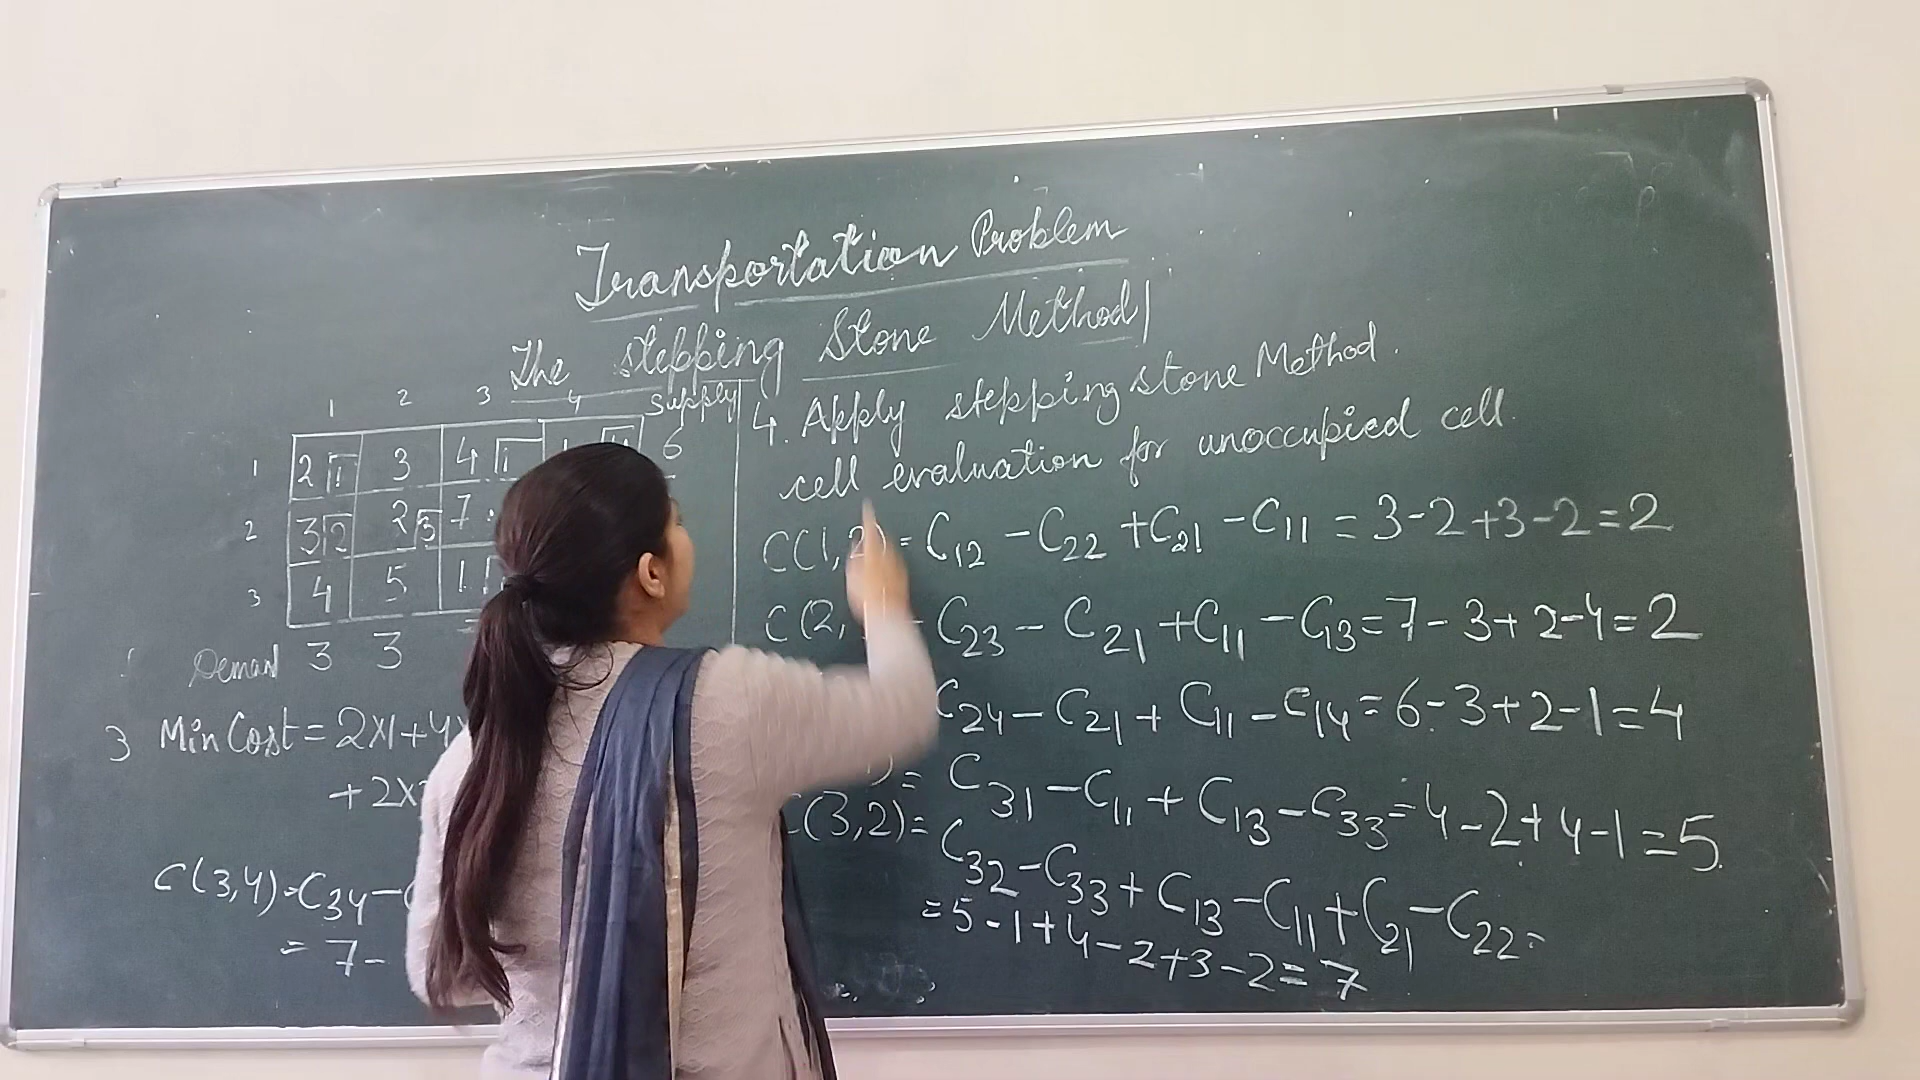 Transportation Problem
The stepping Stone Method
1 2 3 4 Supply
1 2 1 3 4 1 6
2 3 2 2 3 7
3 4 5 1
Demand 3 3
3 Min Cost = 2x1+4x
+ 2x
C(3,4) = C34 -
= 7 -
4. Apply stepping stone Method.
cell evaluation for unoccupied cell.
C(1,2) = C12 - C22 + C21 - C11 = 3-2+3-2=2
C(2, C23 - C21 + C11 - C13 = 7-3+2-4=2
C24 - C21 + C11 - C14 = 6-3+2-1=4
) = C31 - C11 + C13 - C33 = 4-2+4-1=5.
C(3,2) = C32 - C33 + C13 - C11 + C21 - C22 =
= 5-1+4-2+3-2=7